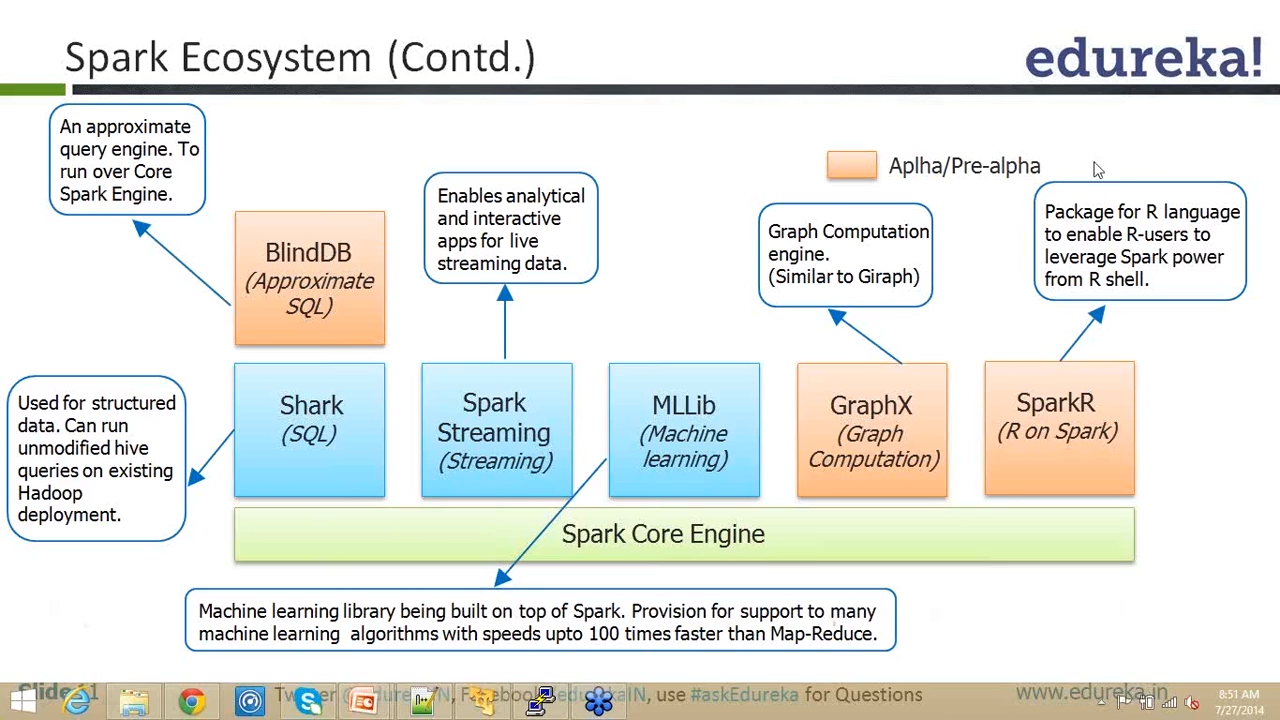 Spark Ecosystem (Contd.)
edureka!
An approximate
query engine. To
run over Core
Spark Engine.
Aplha/Pre-alpha
Enables analytical
and interactive
apps for live
streaming data.
Graph Computation
engine.
(Similar to Giraph)
Package for R language
to enable R-users to
leverage Spark power
from R shell.
BlindDB
(Approximate
SQL)
Used for structured
data. Can run
unmodified hive
queries on existing
Hadoop
deployment.
Shark
(SQL)
Spark
Streaming
(Streaming)
MLLib
(Machine
learning)
GraphX
(Graph
Computation)
SparkR
(R on Spark)
Spark Core Engine
Machine learning library being built on top of Spark. Provision for support to many
machine learning algorithms with speeds upto 100 times faster than Map-Reduce.
use #askEdureka for Questions
www.edureka.in
8:51 AM
7/27/2014